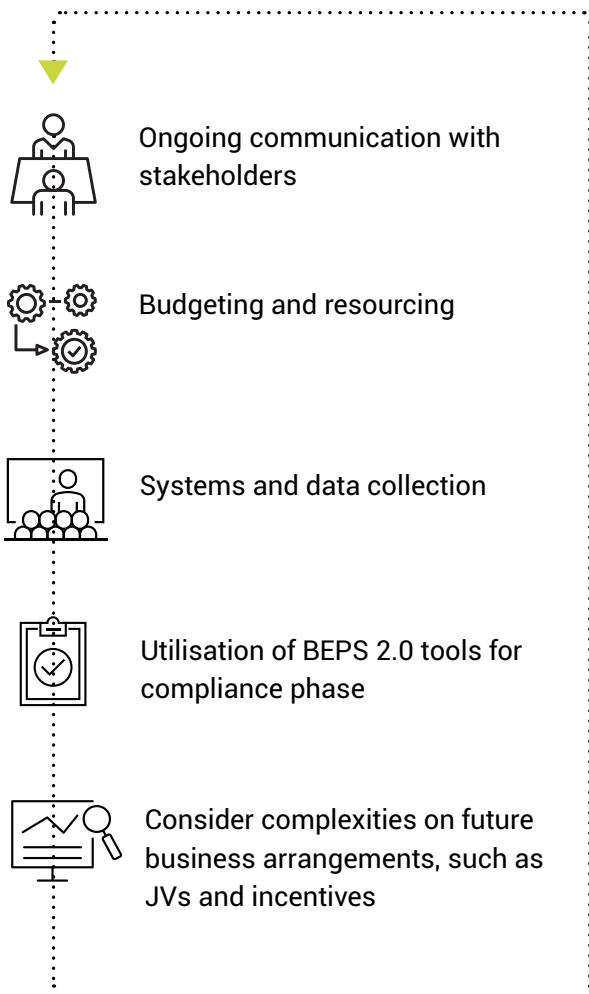 Ongoing communication with
stakeholders
Budgeting and resourcing
Systems and data collection
Utilisation of BEPS 2.0 tools for
compliance phase
Consider complexities on future
business arrangements, such as
JVs and incentives